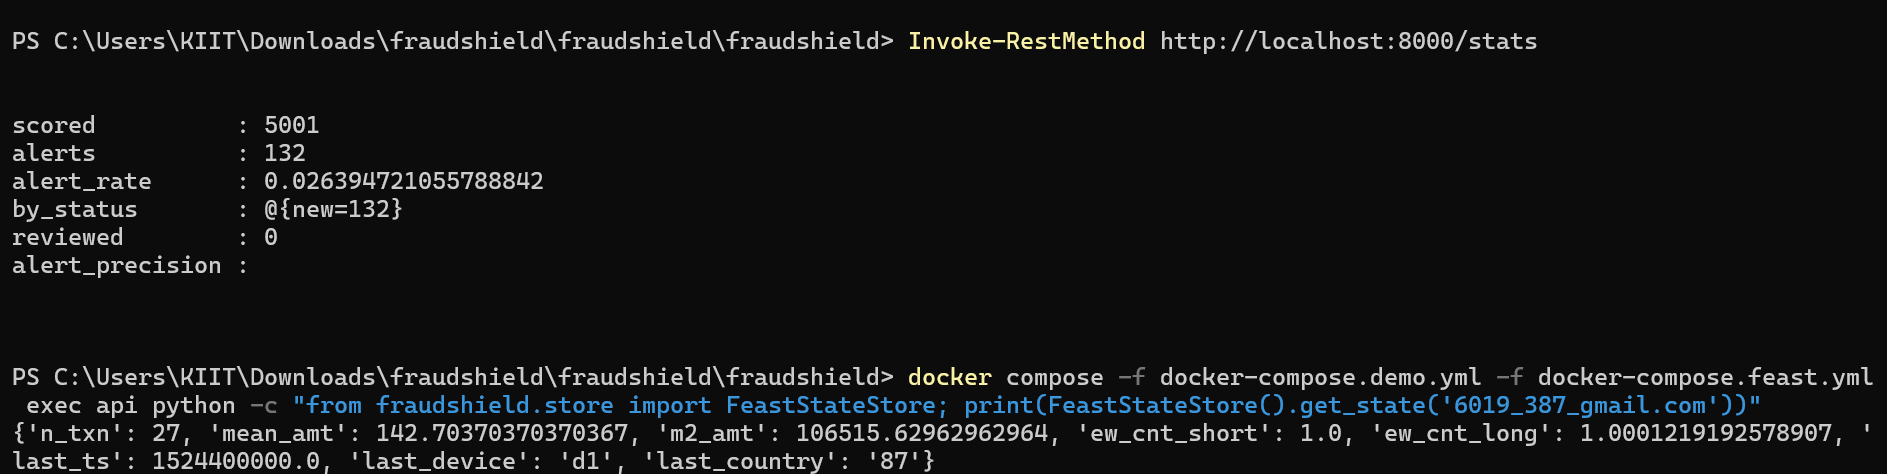 PS C:\Users\KIIT\Downloads\fraudshield\fraudshield\fraudshield> Invoke-RestMethod http://localhost:8000/stats
scored          : 5001
alerts          : 132
alert_rate      : 0.026394721055788842
by_status       : @{new=132}
reviewed        : 0
alert_precision :
PS C:\Users\KIIT\Downloads\fraudshield\fraudshield\fraudshield> docker compose -f docker-compose.demo.yml -f docker-compose.feast.yml
 exec api python -c "from fraudshield.store import FeastStateStore; print(FeastStateStore().get_state('6019_387_gmail.com'))"
{'n_txn': 27, 'mean_amt': 142.70370370370367, 'm2_amt': 106515.62962962964, 'ew_cnt_short': 1.0, 'ew_cnt_long': 1.0001219192578907, '
last_ts': 1524400000.0, 'last_device': 'd1', 'last_country': '87'}